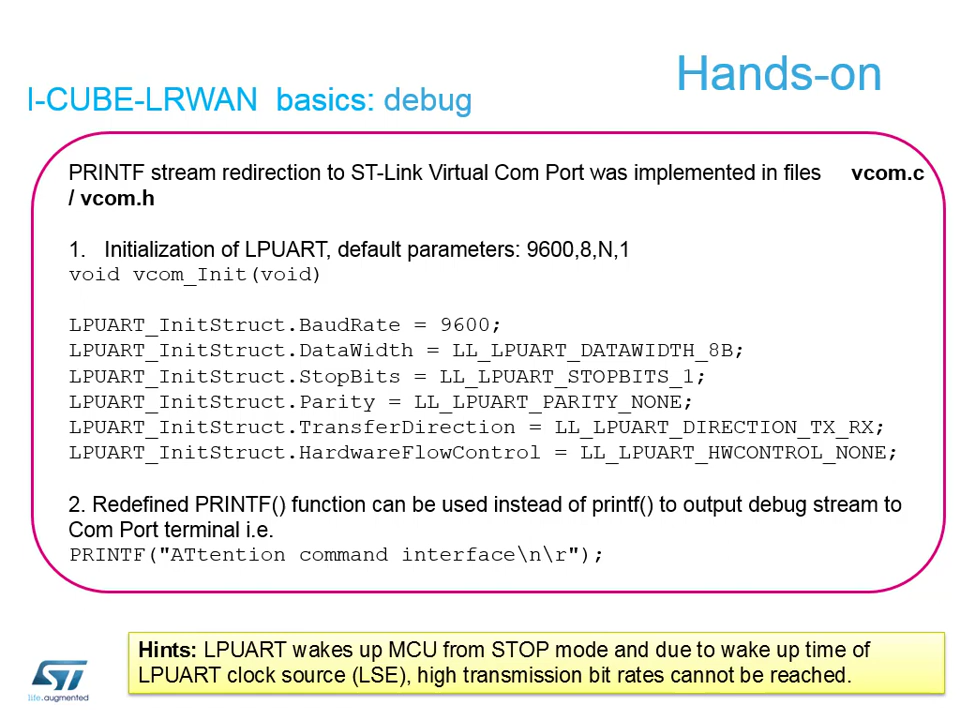 Hands-on
I-CUBE-LRWAN basics: debug
PRINTF stream redirection to ST-Link Virtual Com Port was implemented in files vcom.c
/ vcom.h
1. Initialization of LPUART, default parameters: 9600,8,N,1
void vcom_Init(void)
LPUART_InitStruct.BaudRate = 9600;
LPUART_InitStruct.DataWidth = LL_LPUART_DATAWIDTH_8B;
LPUART_InitStruct.StopBits = LL_LPUART_STOPBITS_1;
LPUART_InitStruct.Parity = LL_LPUART_PARITY_NONE;
LPUART_InitStruct.TransferDirection = LL_LPUART_DIRECTION_TX_RX;
LPUART_InitStruct.HardwareFlowControl = LL_LPUART_HWCONTROL_NONE;
2. Redefined PRINTF() function can be used instead of printf() to output debug stream to
Com Port terminal i.e.
PRINTF("ATtention command interface\n\r");
Hints: LPUART wakes up MCU from STOP mode and due to wake up time of
LPUART clock source (LSE), high transmission bit rates cannot be reached.
ST
life.augmented